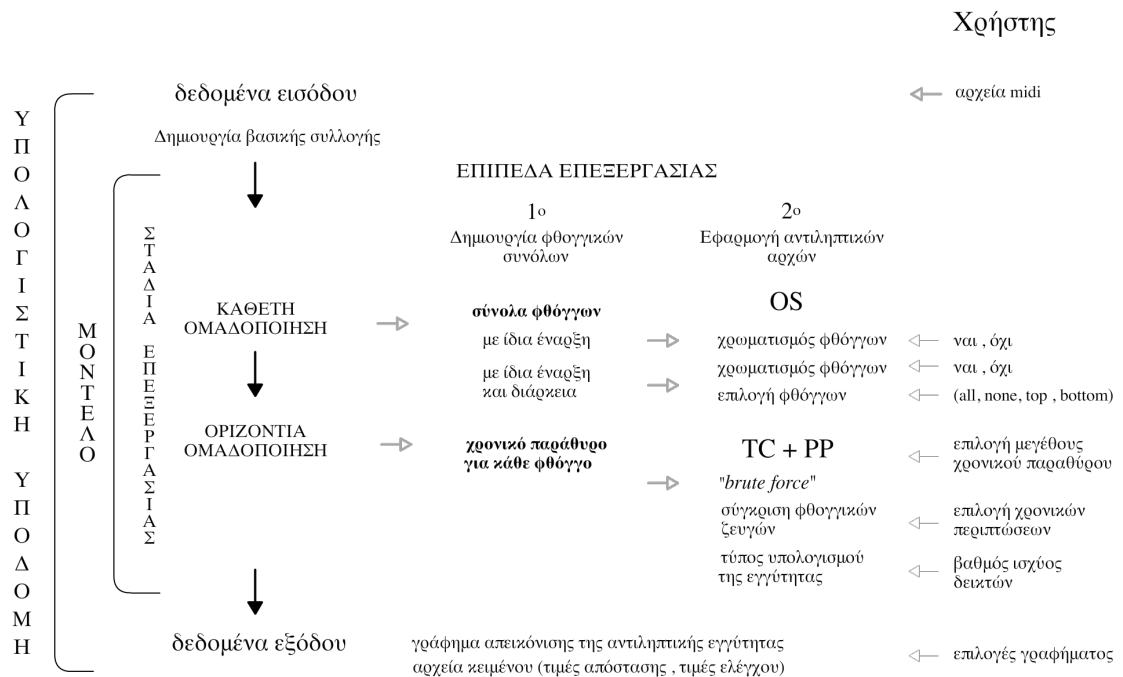 Χρήστης
δεδομένα εισόδου
αρχεία midi
Δημιουργία βασικής συλλογής
ΥΠΟΛΟΓΙΣΤΙΚΗ ΥΠΟΔΟΜΗ
ΜΟΝΤΕΛΟ
ΣΤΑΔΙΑ ΕΠΕΞΕΡΓΑΣΙΑΣ
ΕΠΙΠΕΔΑ ΕΠΕΞΕΡΓΑΣΙΑΣ
1ο
2ο
Δημιουργία φθογγικών
συνόλων
Εφαρμογή αντιληπτικών
αρχών
ΚΑΘΕΤΗ
ΟΜΑΔΟΠΟΙΗΣΗ
σύνολα φθόγγων
OS
με ίδια έναρξη
χρωματισμός φθόγγων
ναι , όχι
με ίδια έναρξη
και διάρκεια
χρωματισμός φθόγγων
ναι , όχι
επιλογή φθόγγων
(all, none, top , bottom)
ΟΡΙΖΟΝΤΙΑ
ΟΜΑΔΟΠΟΙΗΣΗ
χρονικό παράθυρο
για κάθε φθόγγο
TC + PP
επιλογή μεγέθους
χρονικού παραθύρου
"brute force"
σύγκριση φθογγικών
ζευγών
επιλογή χρονικών
περιπτώσεων
τύπος υπολογισμού
της εγγύτητας
βαθμός ισχύος
δεικτών
δεδομένα εξόδου
γράφημα απεικόνισης της αντιληπτικής εγγύτητας
αρχεία κειμένου (τιμές απόστασης , τιμές ελέγχου)
επιλογές γραφήματος